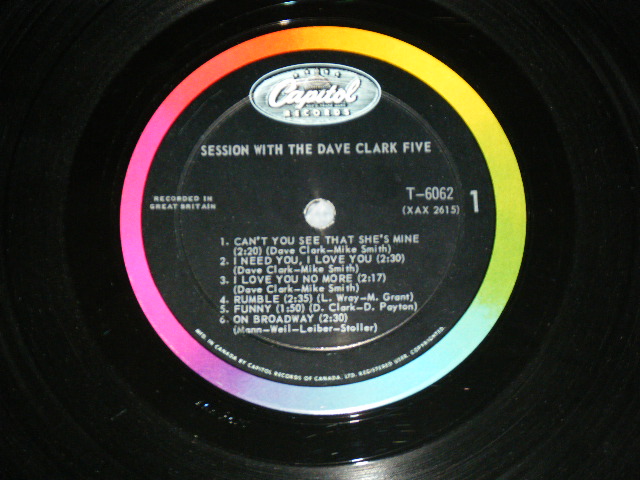 Capitol
RECORDS
SESSION WITH THE DAVE CLARK FIVE
RECORDED IN
GREAT BRITAIN
T-6062
(XAX 2615)
1
1. CAN'T YOU SEE THAT SHE'S MINE
(2:20) (Dave Clark-Mike Smith)
2. I NEED YOU, I LOVE YOU (2:30)
(Dave Clark-Mike Smith)
3. I LOVE YOU NO MORE (2:17)
(Dave Clark-Mike Smith)
4. RUMBLE (2:35) (L. Wray-M. Grant)
5. FUNNY (1:50) (D. Clark-D. Payton)
6. ON BROADWAY (2:30)
(Mann-Weil-Leiber-Stoller)
MFD. IN CANADA BY CAPITOL RECORDS OF CANADA, LTD. REGISTERED USER. COPYRIGHTED.